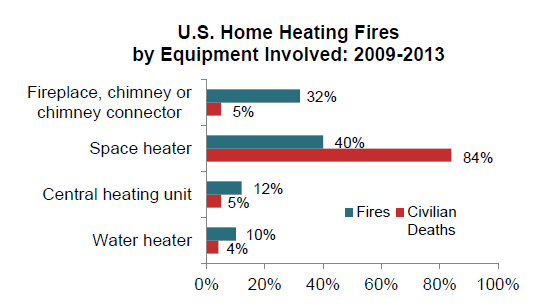 U.S. Home Heating Fires
by Equipment Involved: 2009-2013
Fireplace, chimney or
chimney connector
32%
5%
Space heater
40%
84%
Central heating unit
12%
5%
Fires
Civilian
Deaths
Water heater
10%
4%
0% 20% 40% 60% 80% 100%